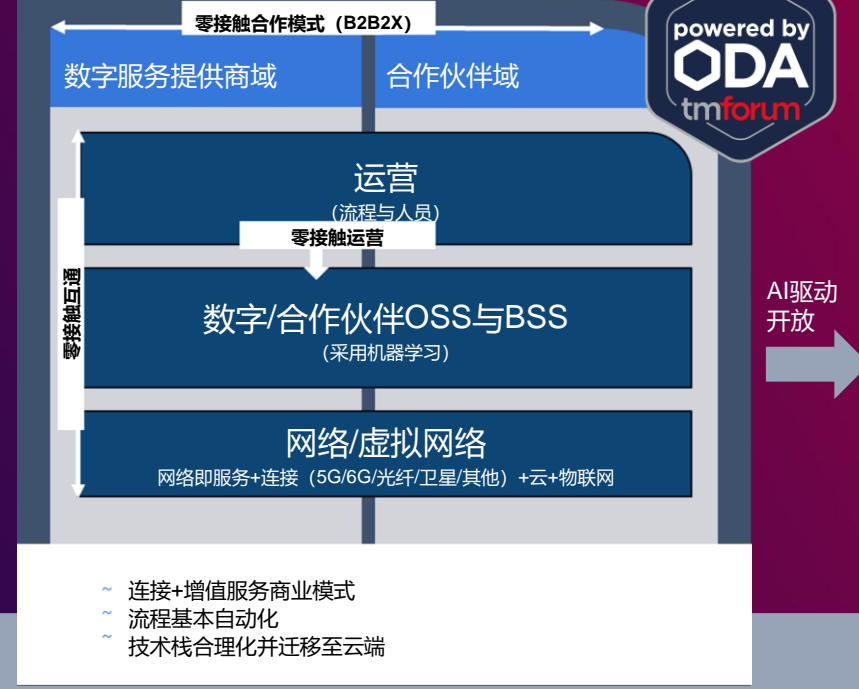 零接触合作模式（B2B2X）
powered by
ODA
tmforum
数字服务提供商域
合作伙伴域
运营
(流程与人员)
零接触运营
零接触互通
数字/合作伙伴OSS与BSS
(采用机器学习)
AI驱动
开放
网络/虚拟网络
网络即服务+连接（5G/6G/光纤/卫星/其他）+云+物联网
~ 连接+增值服务商业模式
~ 流程基本自动化
~ 技术栈合理化并迁移至云端